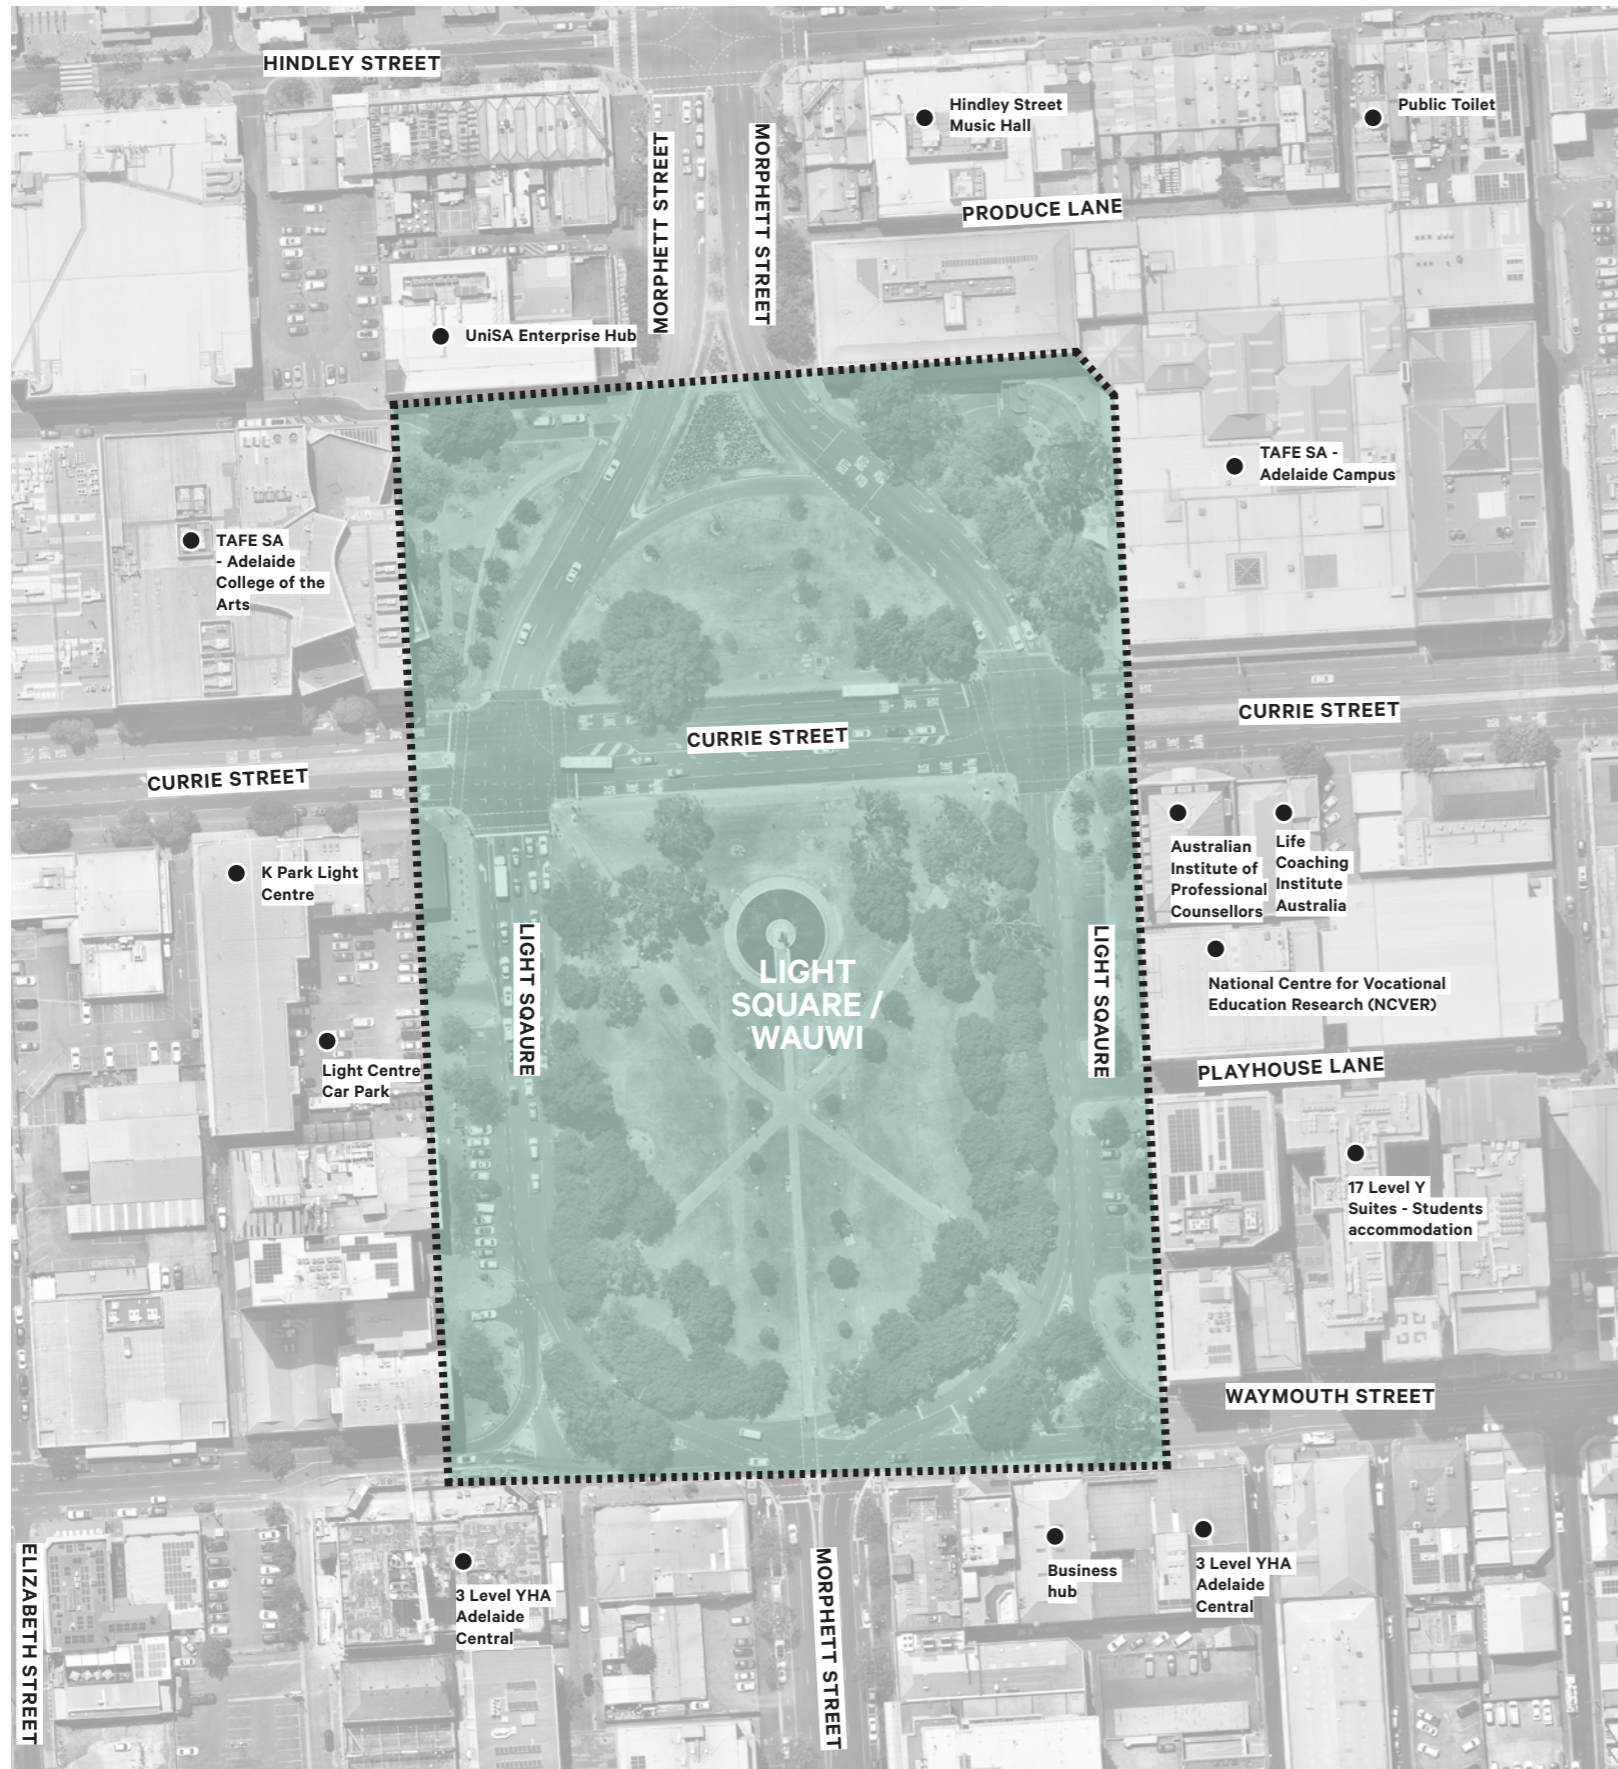 HINDLEY STREET
MORPHETT STREET
MORPHETT STREET
Hindley Street
Music Hall
Public Toilet
PRODUCE LANE
UniSA Enterprise Hub
TAFE SA -
Adelaide Campus
TAFE SA
- Adelaide
College of the
Arts
CURRIE STREET
CURRIE STREET
CURRIE STREET
K Park Light
Centre
Australian
Institute of
Professional
Counsellors
Life
Coaching
Institute
Australia
LIGHT SQAURE
LIGHT
SQUARE /
WAUWI
LIGHT SQAURE
National Centre for Vocational
Education Research (NCVER)
Light Centre
Car Park
PLAYHOUSE LANE
17 Level Y
Suites - Students
accommodation
WAYMOUTH STREET
ELIZABETH STREET
3 Level YHA
Adelaide
Central
MORPHETT STREET
Business
hub
3 Level YHA
Adelaide
Central